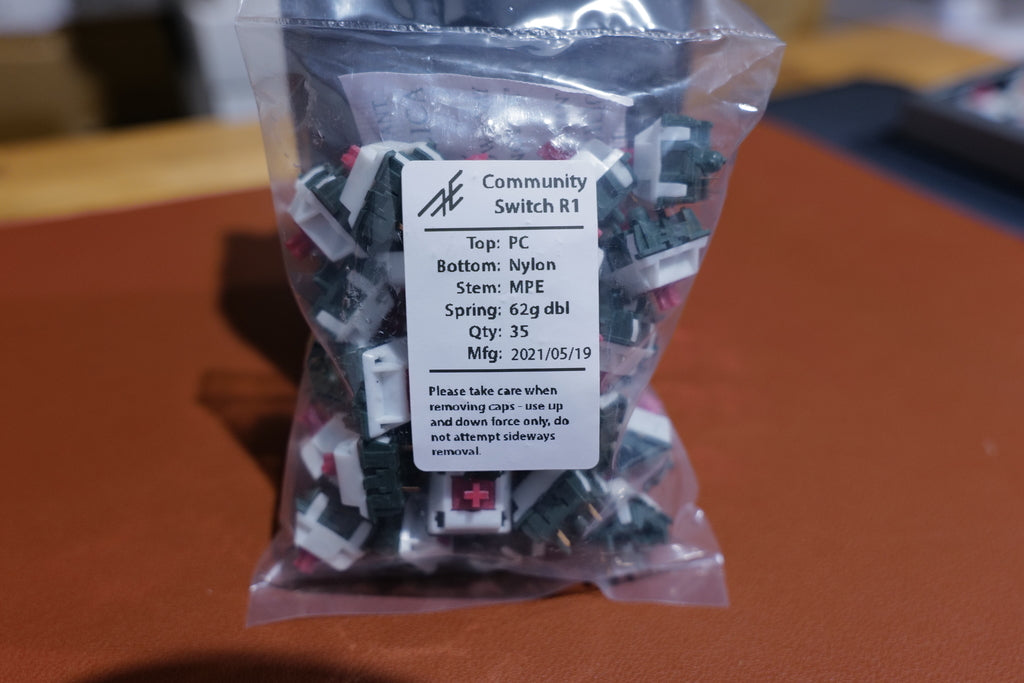 Community
Switch R1
Top: PC
Bottom: Nylon
Stem: MPE
Spring: 62g dbl
Qty: 35
Mfg: 2021/05/19
Please take care when
removing caps - use up
and down force only, do
not attempt sideways
removal.